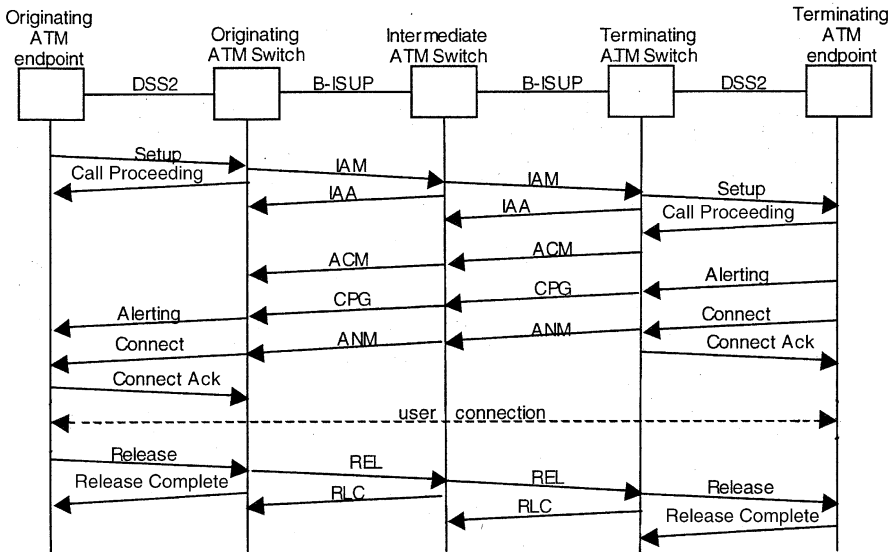 Originating
ATM
endpoint
Originating
ATM Switch
Intermediate
ATM Switch
Terminating
ATM Switch
Terminating
ATM
endpoint
DSS2
B-ISUP
B-ISUP
DSS2
Setup
IAM
IAM
Setup
Call Proceeding
IAA
IAA
Call Proceeding
ACM
ACM
Alerting
CPG
CPG
Alerting
Connect
ANM
ANM
Connect
Connect Ack
Connect Ack
user connection
Release
REL
REL
Release
Release Complete
RLC
RLC
Release Complete